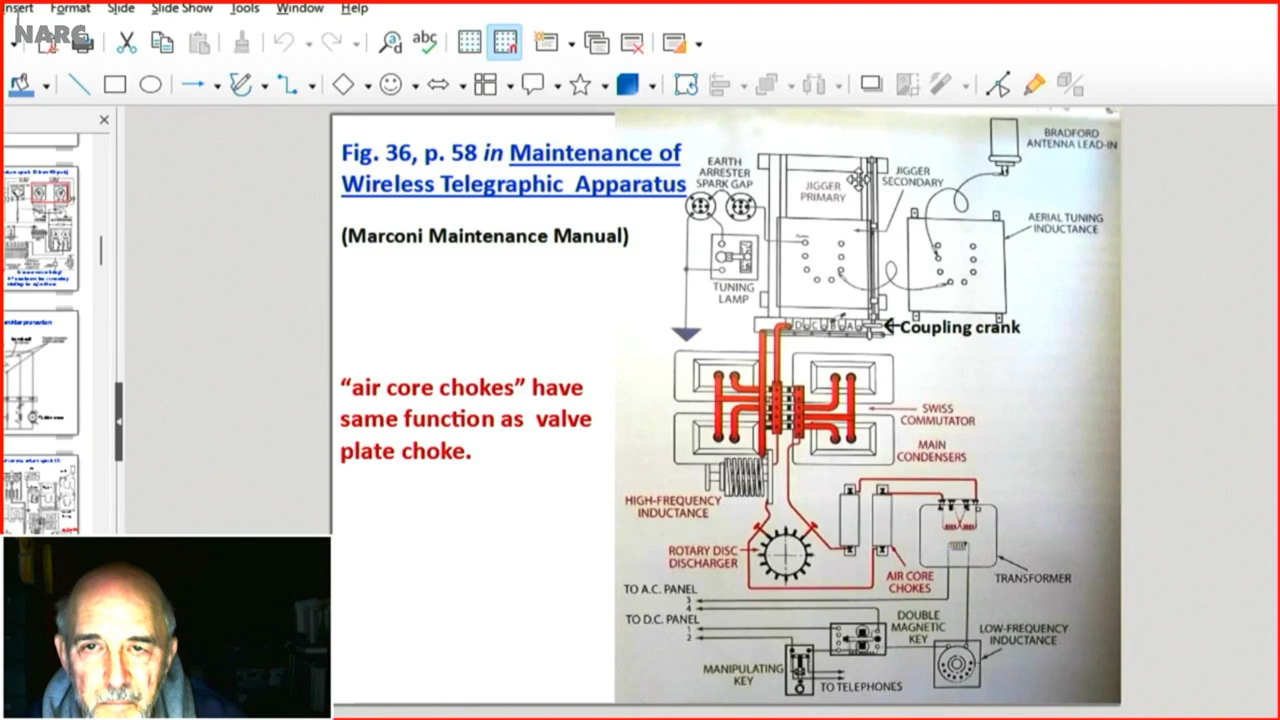 Insert Format Slide Slide Show Tools Window Help
NARC
abc
Fig. 36, p. 58 in Maintenance of
Wireless Telegraphic Apparatus
(Marconi Maintenance Manual)
“air core chokes” have
same function as valve
plate choke.
BRADFORD
ANTENNA LEAD-IN
EARTH
ARRESTER
SPARK GAP
JIGGER
PRIMARY
JIGGER
SECONDARY
AERIAL TUNING
INDUCTANCE
TUNING
LAMP
D C B A
Coupling crank
SWISS
COMMUTATOR
MAIN
CONDENSERS
HIGH-FREQUENCY
INDUCTANCE
ROTARY DISC
DISCHARGER
AIR CORE
CHOKES
TRANSFORMER
TO A.C. PANEL
3
4
TO D.C. PANEL
1
2
DOUBLE
MAGNETIC
KEY
LOW-FREQUENCY
INDUCTANCE
MANIPULATING
KEY
TO TELEPHONES